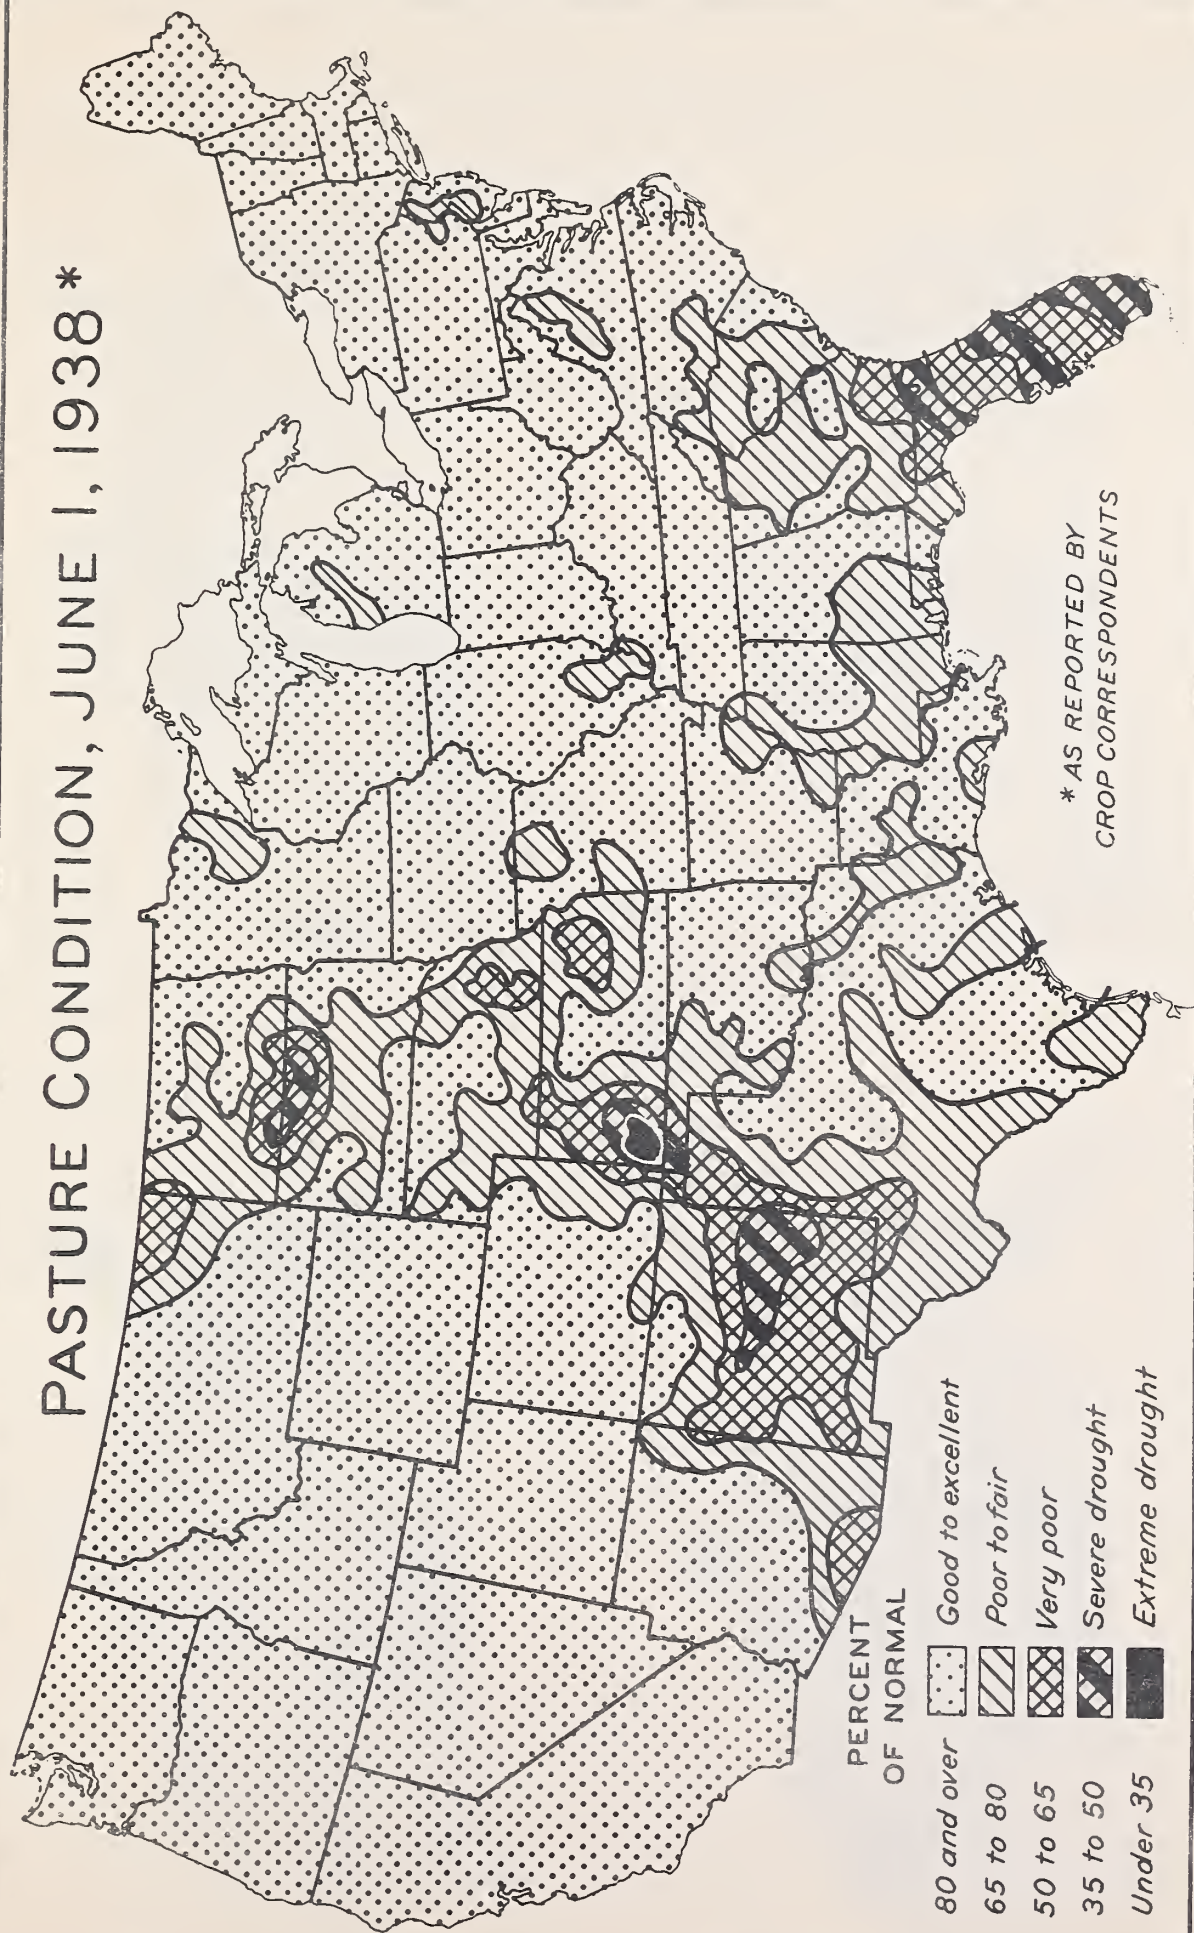 PASTURE CONDITION, JUNE 1, 1938 *
* AS REPORTED BY
CROP CORRESPONDENTS
PERCENT
OF NORMAL
80 and over Good to excellent
65 to 80 Poor to fair
50 to 65 Very poor
35 to 50 Severe drought
Under 35 Extreme drought